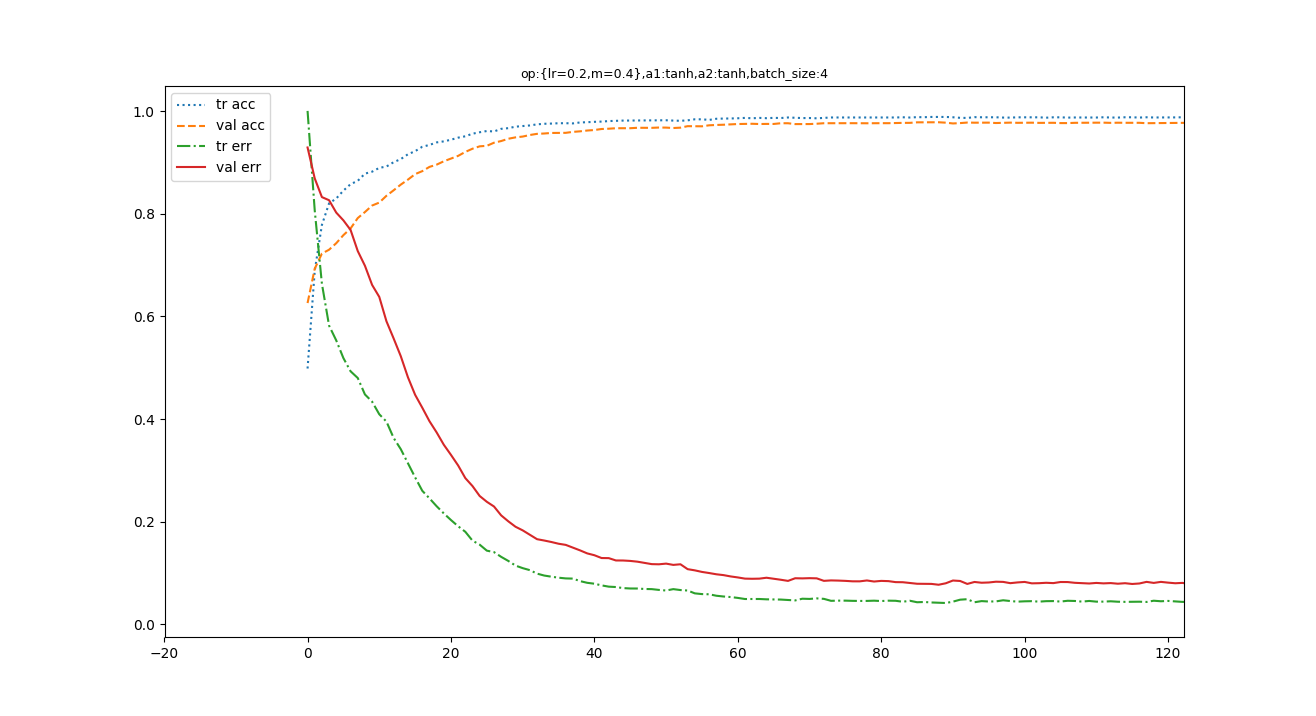 op:{lr=0.2,m=0.4},a1:tanh,a2:tanh,batch_size:4
tr acc
val acc
tr err
val err
1.0
0.8
0.6
0.4
0.2
0.0
−20 0 20 40 60 80 100 120